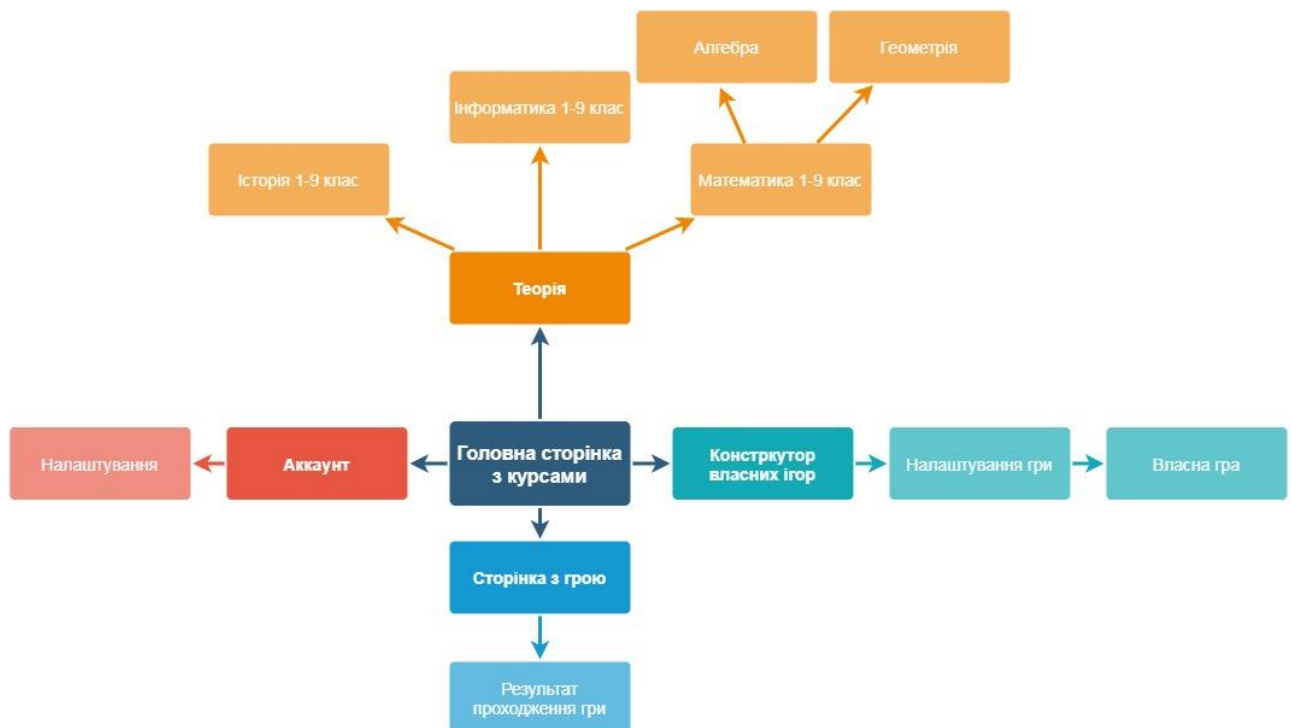 Алгебра
Геометрія
Інформатика 1-9 клас
Історія 1-9 клас
Математика 1-9 клас
Теорія
Налаштування
Аккаунт
Головна сторінка
з курсами
Констркутор
власних ігор
Налаштування гри
Власна гра
Сторінка з грою
Результат
проходження гри